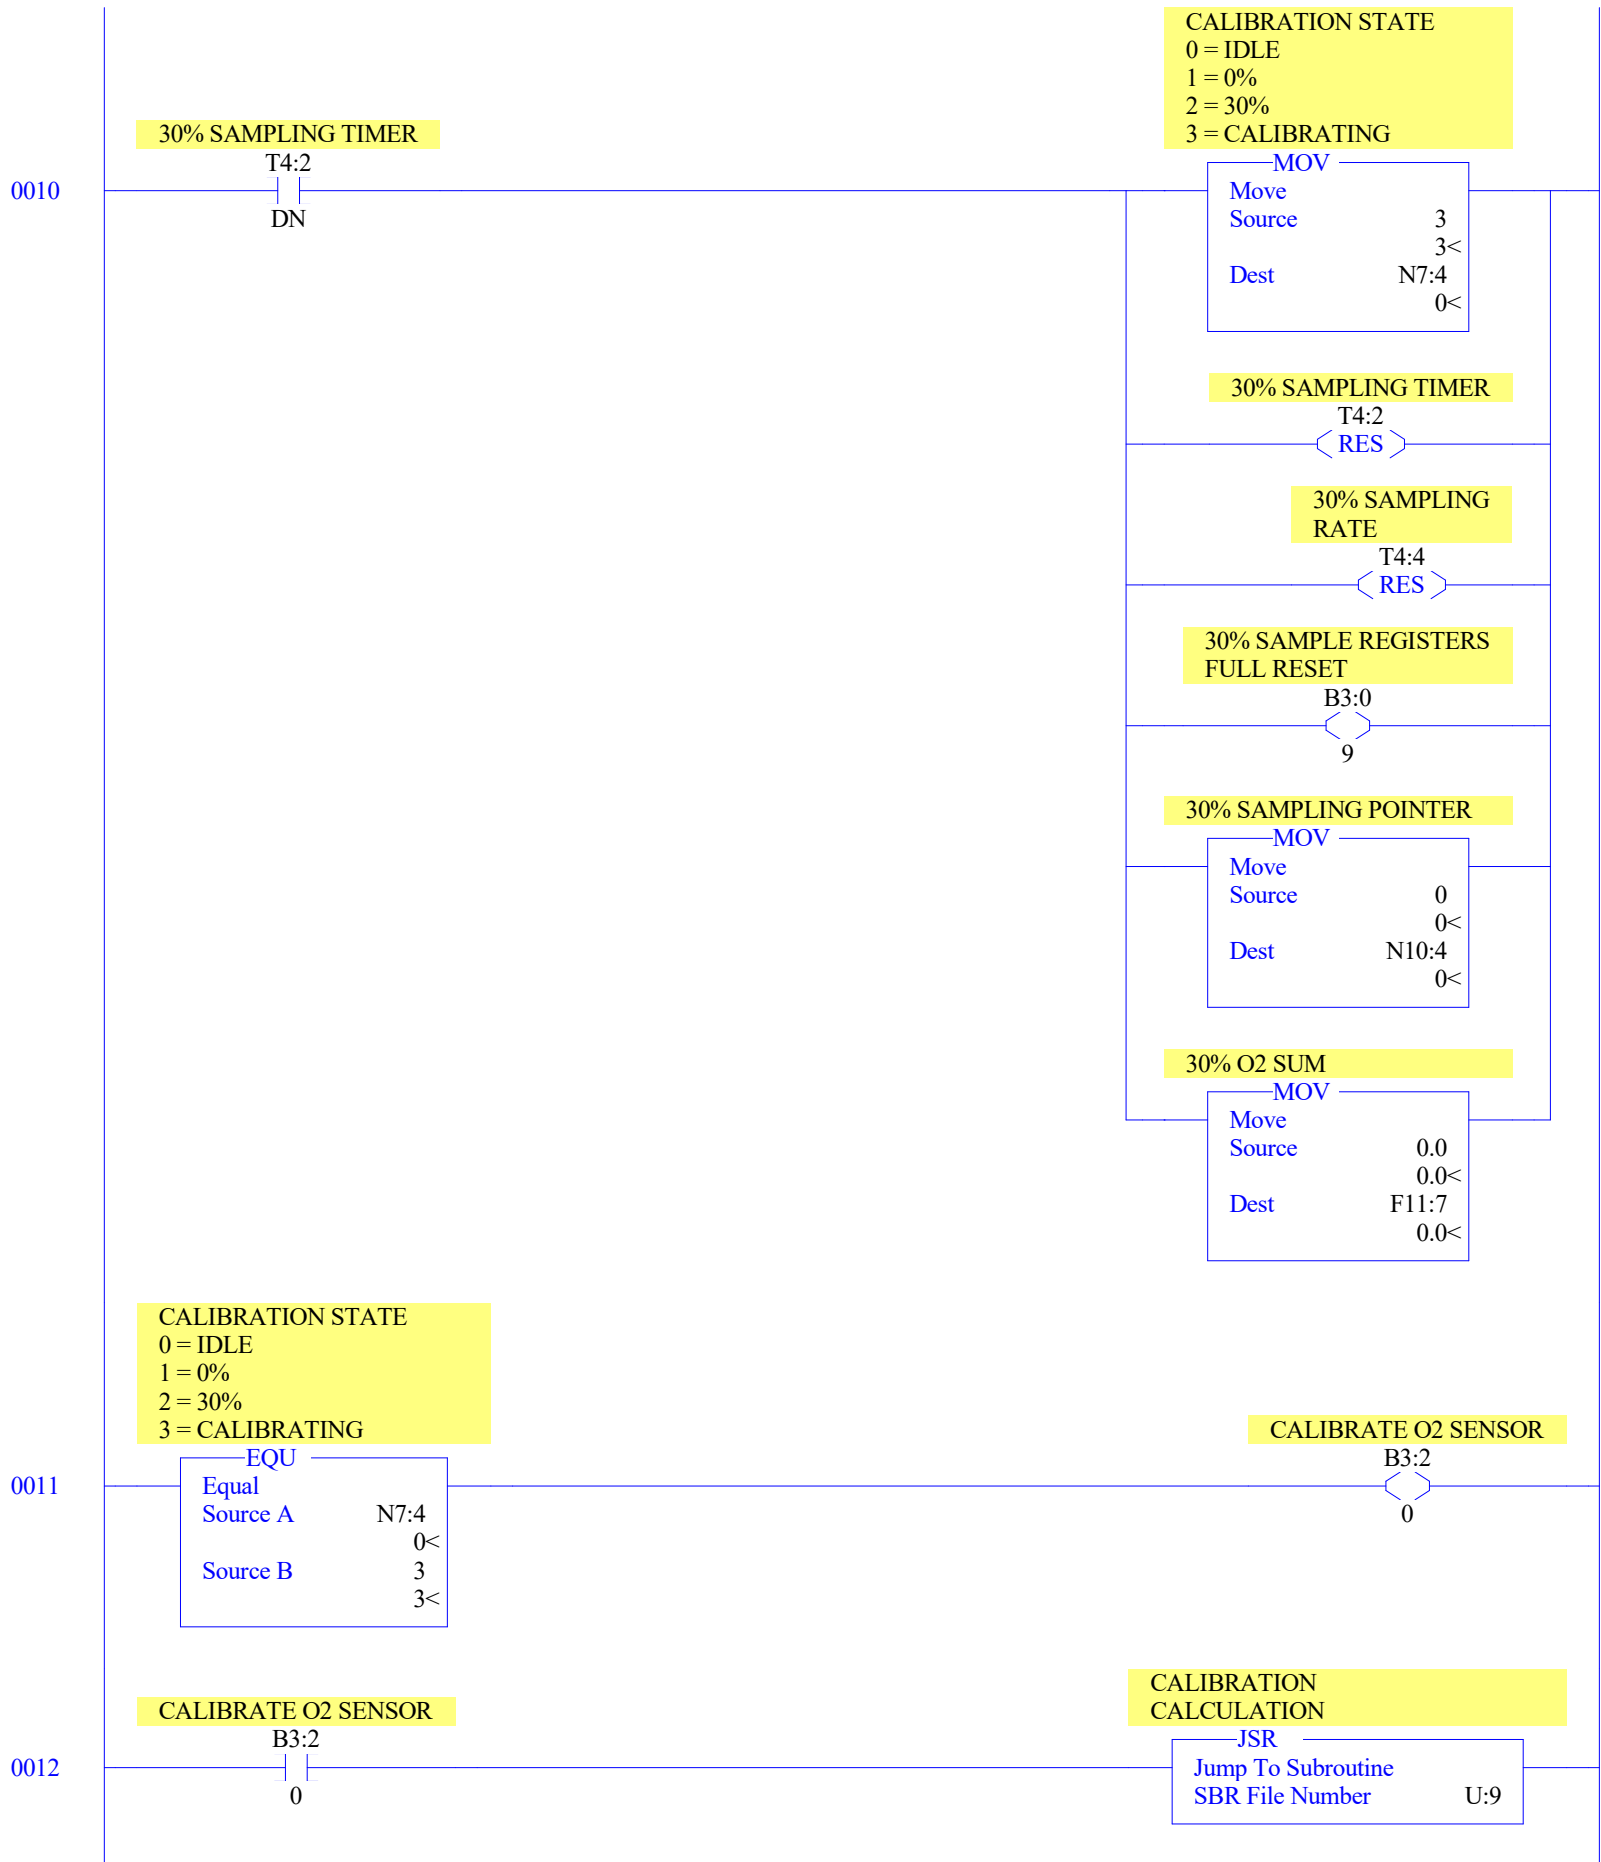 CALIBRATION STATE
0 = IDLE
1 = 0%
2 = 30%
3 = CALIBRATING
30% SAMPLING TIMER
T4:2
DN
0010
MOV
Move
Source 3
3<
Dest N7:4
0<
30% SAMPLING TIMER
T4:2
RES
30% SAMPLING
RATE
T4:4
RES
30% SAMPLE REGISTERS
FULL RESET
B3:0
9
30% SAMPLING POINTER
MOV
Move
Source 0
0<
Dest N10:4
0<
30% O2 SUM
MOV
Move
Source 0.0
0.0<
Dest F11:7
0.0<
CALIBRATION STATE
0 = IDLE
1 = 0%
2 = 30%
3 = CALIBRATING
0011
EQU
Equal
Source A N7:4
0<
Source B 3
3<
CALIBRATE O2 SENSOR
B3:2
0
CALIBRATE O2 SENSOR
B3:2
0
0012
CALIBRATION
CALCULATION
JSR
Jump To Subroutine
SBR File Number U:9